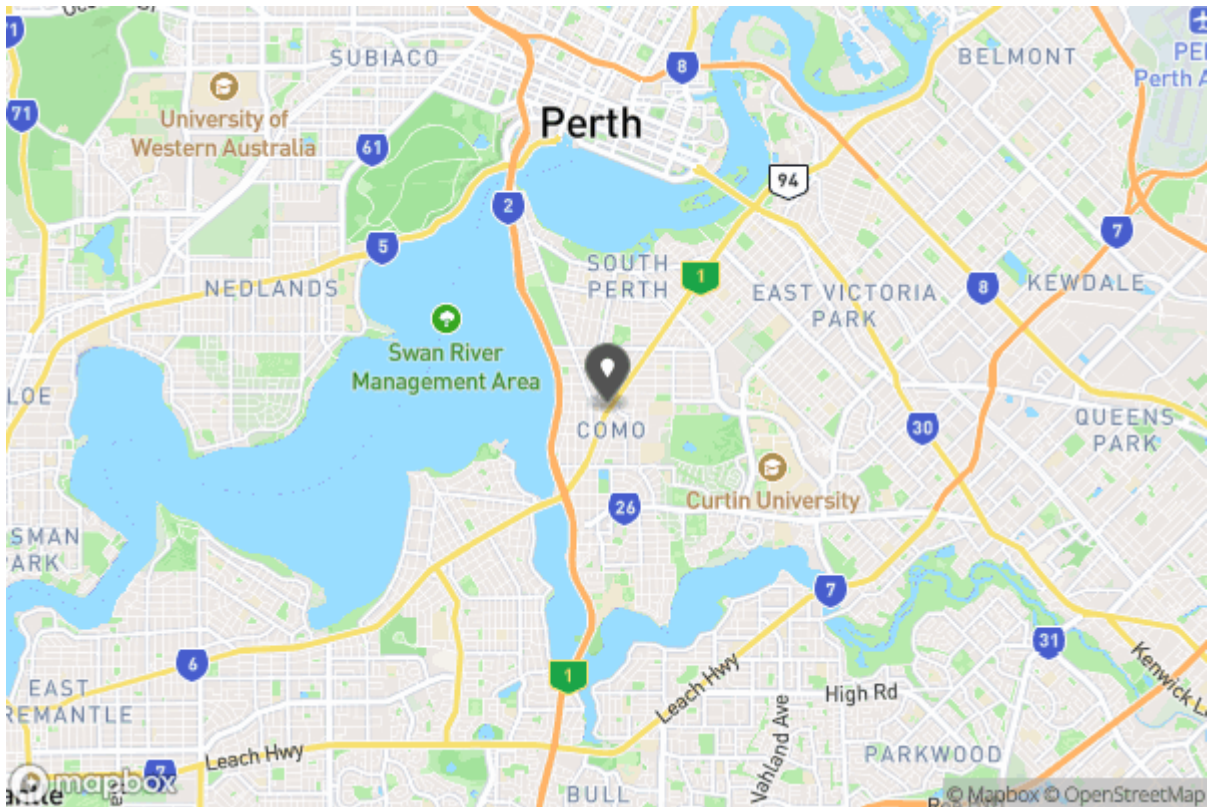 SUBIACO
BELMONT
71
8
PE
Perth A
University of
Western Australia
Perth
71
61
94
2
5
7
SOUTH
PERTH
1
NEDLANDS
EAST VICTORIA
PARK
8
KEWDALE
Swan River
Management Area
LOE
COMO
30
QUEENS
PARK
Curtin University
26
SMAN
PARK
7
31
6
1
Kenwick L
EAST
REMANTLE
Leach Hwy
High Rd
Leach Hwy
Vahland Ave
PARKWOOD
7
mapbox
antle
BULL
© Mapbox © OpenStreetMap